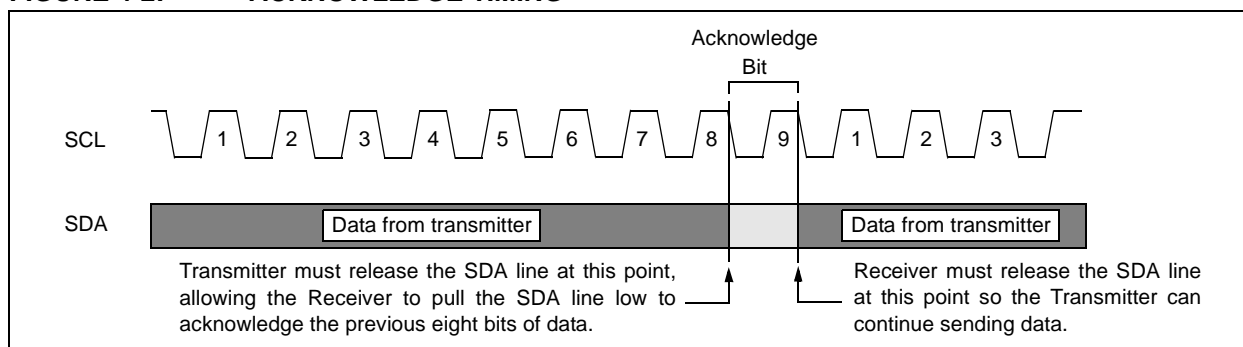 Acknowledge
Bit
SCL
1 2 3 4 5 6 7 8 9 1 2 3
SDA
Data from transmitter
Data from transmitter
Transmitter must release the SDA line at this point,
allowing the Receiver to pull the SDA line low to
acknowledge the previous eight bits of data.
Receiver must release the SDA line
at this point so the Transmitter can
continue sending data.